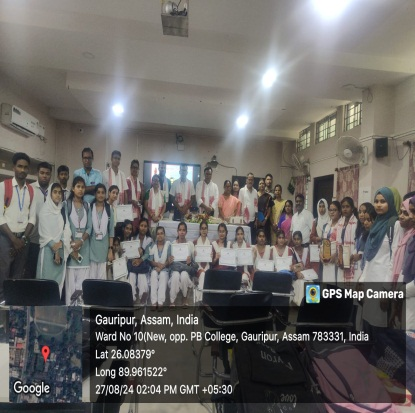 GPS Map Camera
Gauripur, Assam, India
Ward No 10(New, opp. PB College, Gauripur, Assam 783331, India
Lat 26.08379°
Long 89.961522°
27/08/24 02:04 PM GMT +05:30
Google